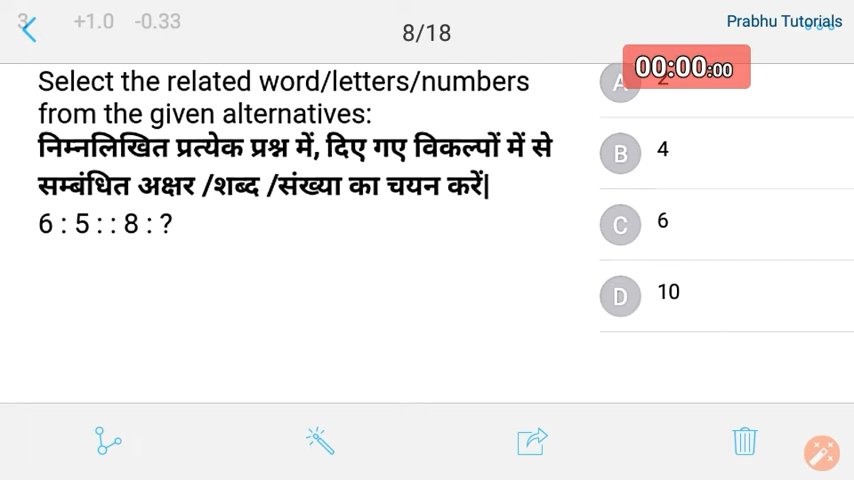 3 +1.0 -0.33
8/18
Prabhu Tutorials
Select the related word/letters/numbers
from the given alternatives:
निम्नलिखित प्रत्येक प्रश्न में, दिए गए विकल्पों में से
सम्बंधित अक्षर /शब्द /संख्या का चयन करें|
6 : 5 : : 8 : ?
00:00:00
A 2
B 4
C 6
D 10